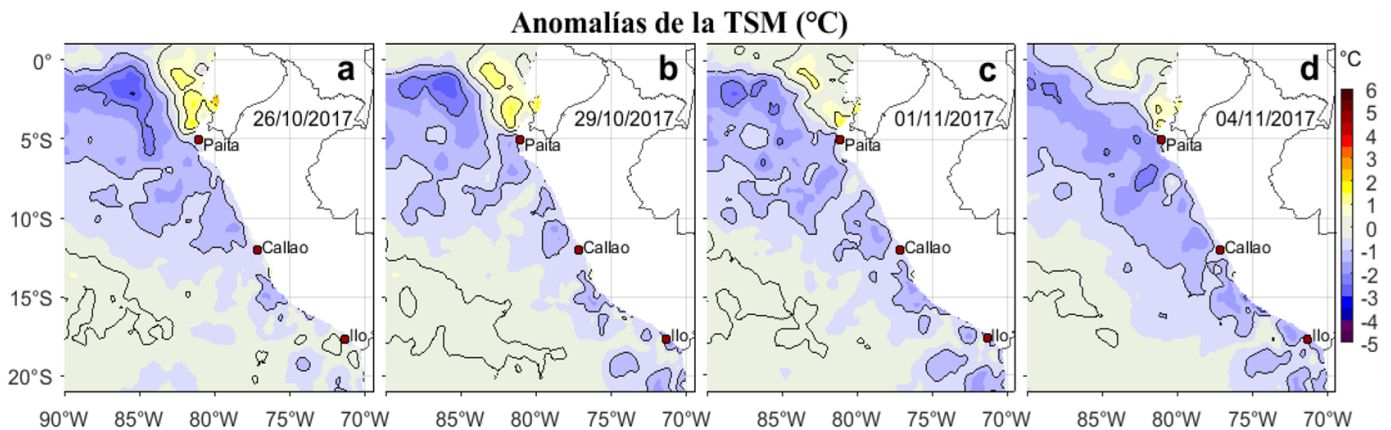 Anomalías de la TSM (°C)
a b c d °C
0°
5°S
10°S
15°S
20°S
26/10/2017 29/10/2017 01/11/2017 04/11/2017
Paita Paita Paita Paita
Callao Callao Callao Callao
Ilo Ilo Ilo Ilo
6
5
4
3
2
1
0
-1
-2
-3
-4
-5
90°W 85°W 80°W 75°W 70°W 85°W 80°W 75°W 70°W 85°W 80°W 75°W 70°W 85°W 80°W 75°W 70°W